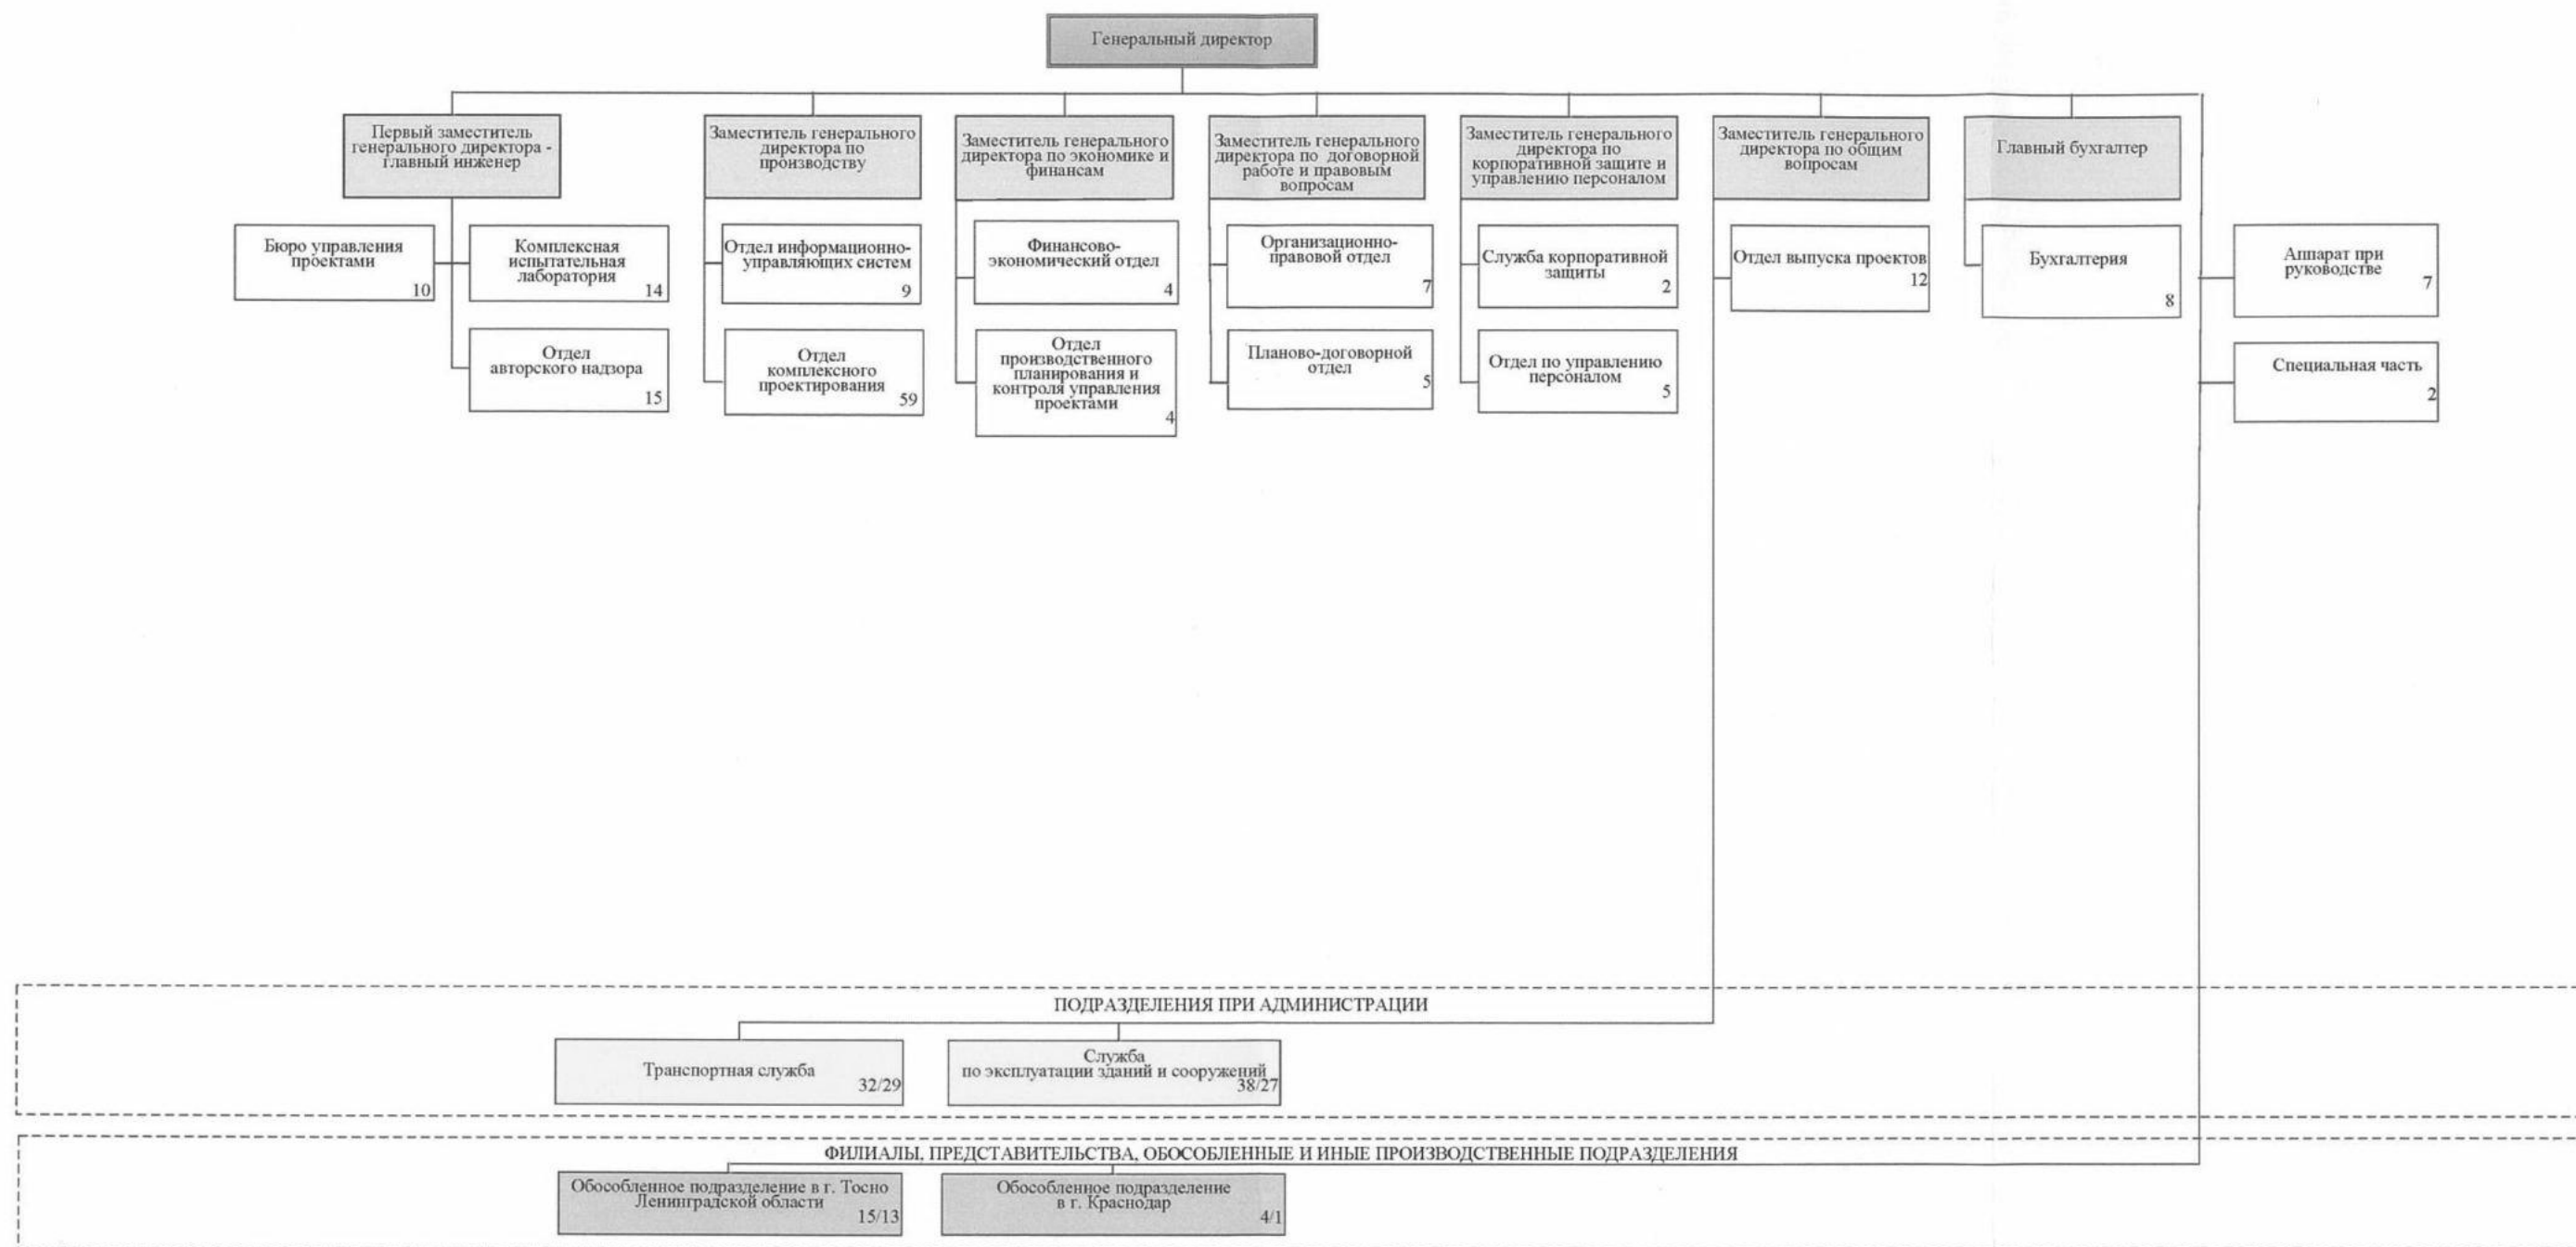 Генеральный директор
Первый заместитель
генерального директора -
главный инженер
Заместитель генерального
директора по
производству
Заместитель генерального
директора по экономике и
финансам
Заместитель генерального
директора по договорной
работе и правовым
вопросам
Заместитель генерального
директора по
корпоративной защите и
управлению персоналом
Заместитель генерального
директора по общим
вопросам
Главный бухгалтер
Бюро управления
проектами
10
Комплексная
испытательная
лаборатория
14
Отдел информационно-
управляющих систем
9
Финансово-
экономический отдел
4
Организационно-
правовой отдел
7
Служба корпоративной
защиты
2
Отдел выпуска проектов
12
Бухгалтерия
8
Аппарат при
руководстве
7
Отдел
авторского надзора
15
Отдел
комплексного
проектирования
59
Отдел
производственного
планирования и
контроля управления
проектами
4
Планово-договорной
отдел
5
Отдел по управлению
персоналом
5
Специальная часть
2
ПОДРАЗДЕЛЕНИЯ ПРИ АДМИНИСТРАЦИИ
Транспортная служба
32/29
Служба
по эксплуатации зданий и сооружений
38/27
ФИЛИАЛЫ, ПРЕДСТАВИТЕЛЬСТВА, ОБОСОБЛЕННЫЕ И ИНЫЕ ПРОИЗВОДСТВЕННЫЕ ПОДРАЗДЕЛЕНИЯ
Обособленное подразделение в г. Тосно
Ленинградской области
15/13
Обособленное подразделение
в г. Краснодар
4/1